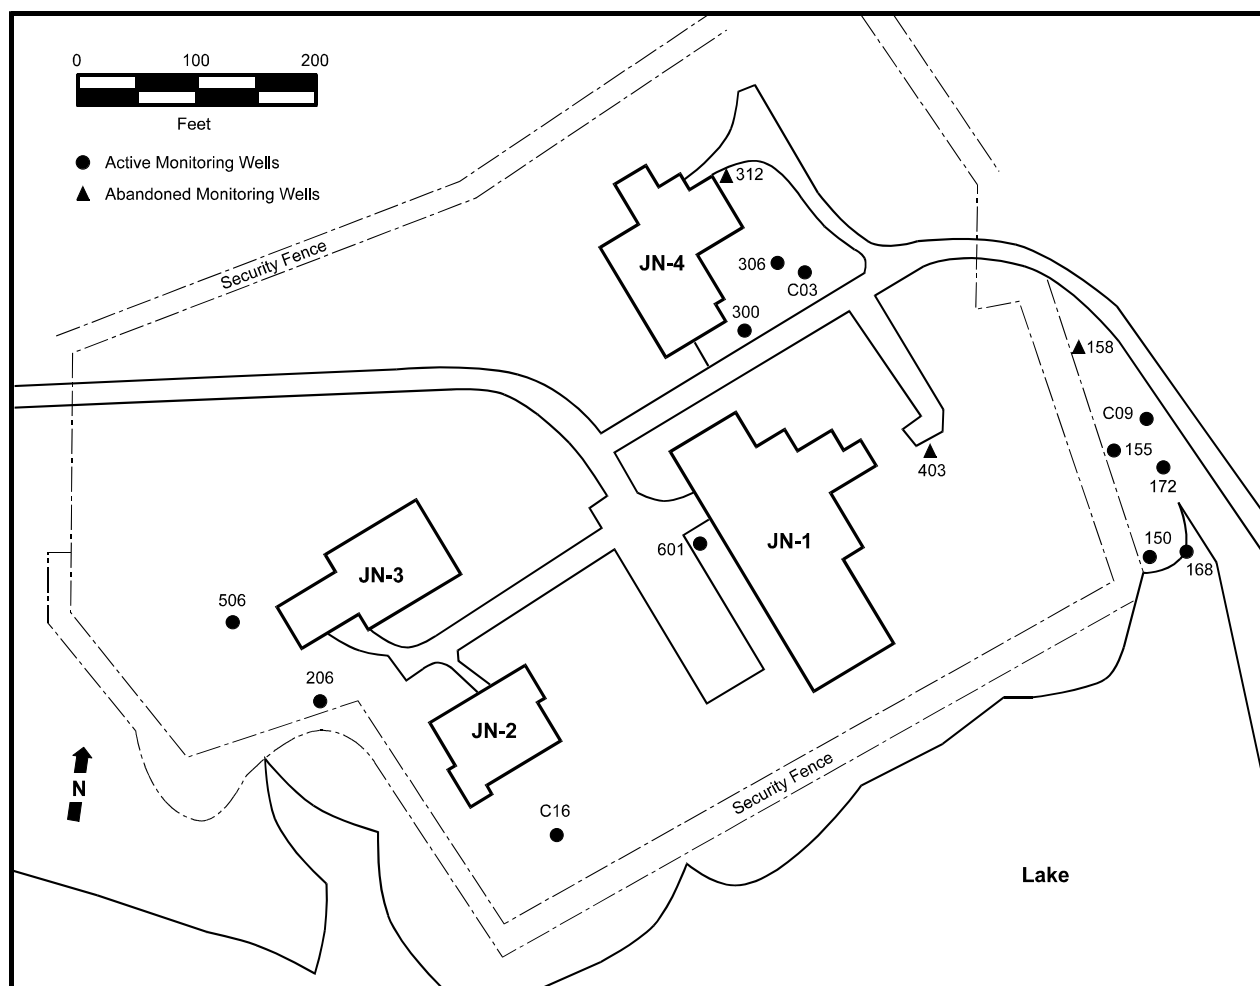 0 100 200
Feet
Active Monitoring Wells
Abandoned Monitoring Wells
312
Security Fence
JN-4
306
C03
300
158
C09
155
403
172
601
JN-1
150
168
JN-3
506
206
JN-2
N
Security Fence
C16
Lake